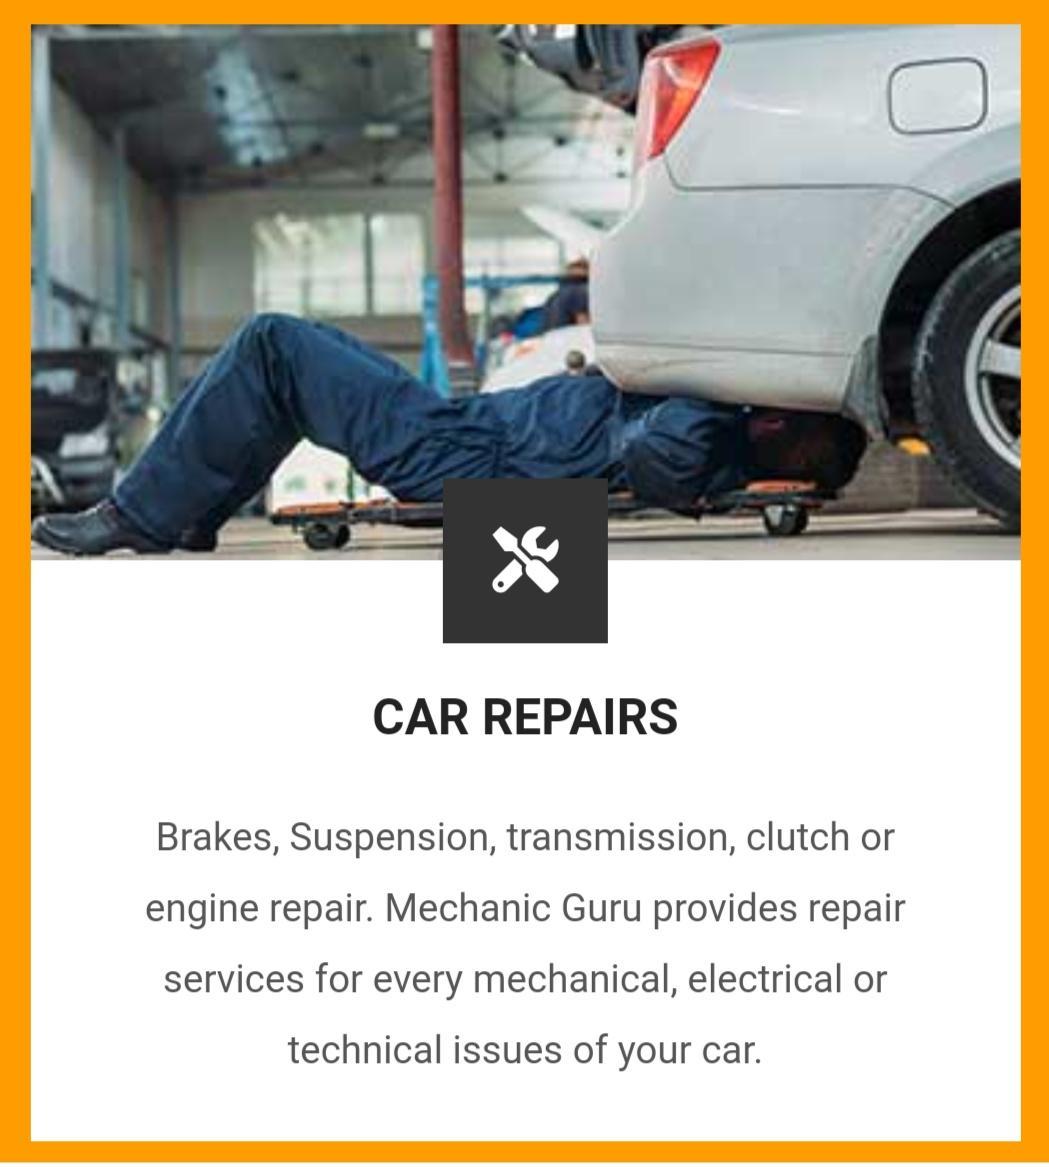 CAR REPAIRS
Brakes, Suspension, transmission, clutch or
engine repair. Mechanic Guru provides repair
services for every mechanical, electrical or
technical issues of your car.